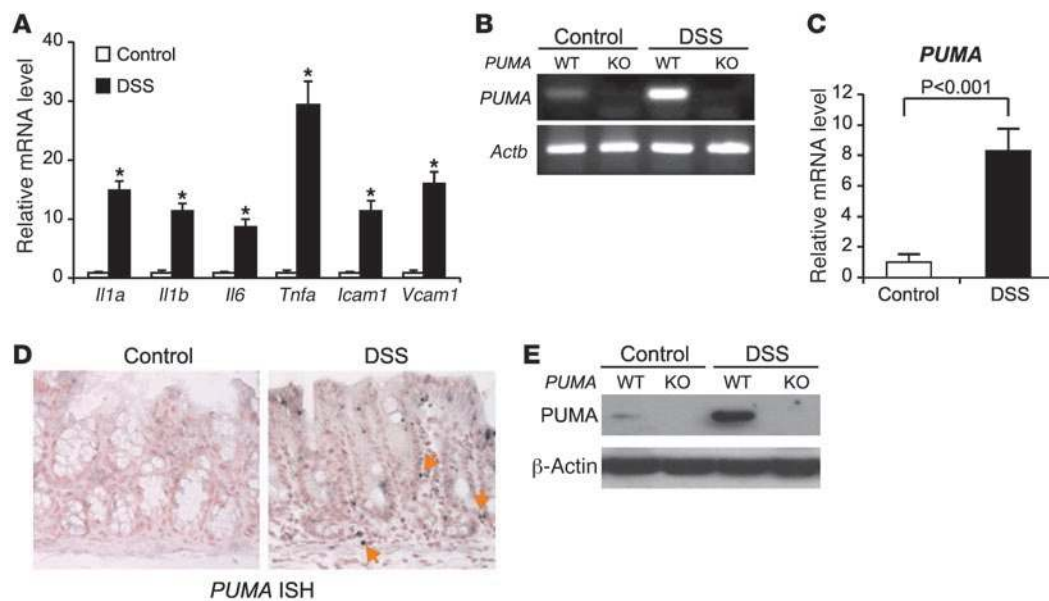 A
Relative mRNA level
40
30
20
10
0
Control
DSS
* * * * * *
Il1a Il1b Il6 Tnfa Icam1 Vcam1
B
Control DSS
PUMA WT KO WT KO
PUMA
Actb
C
PUMA
P<0.001
Relative mRNA level
12
10
8
6
4
2
0
Control DSS
D
Control DSS
PUMA ISH
E
Control DSS
PUMA WT KO WT KO
PUMA
β-Actin